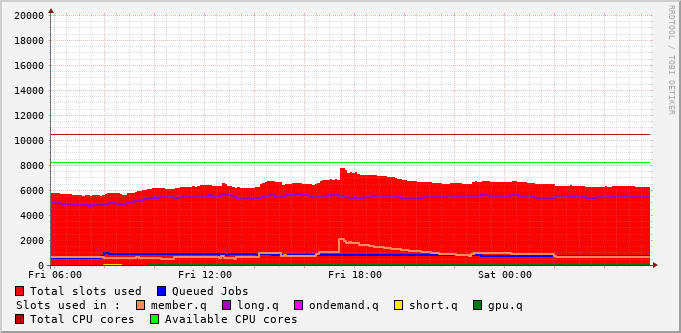 20000
18000
16000
14000
12000
10000
8000
6000
4000
2000
0
Fri 06:00 Fri 12:00 Fri 18:00 Sat 00:00
RRDTOOL / TOBI OETIKER
Total slots used Queued Jobs
Slots used in : member.q long.q ondemand.q short.q gpu.q
Total CPU cores Available CPU cores